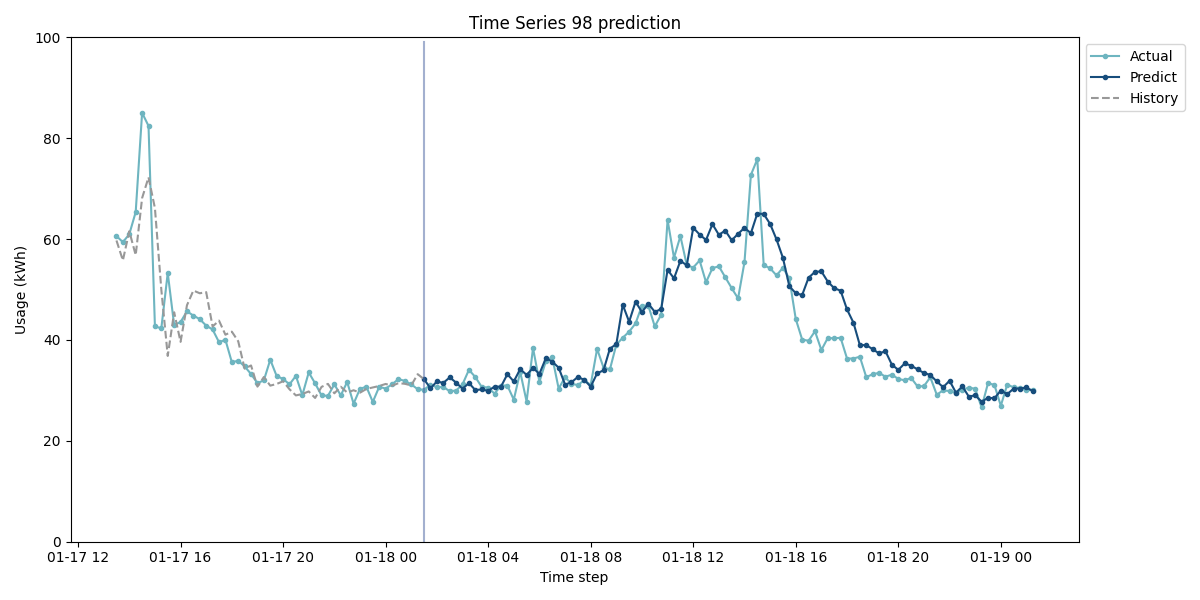 Time Series 98 prediction
Usage (kWh)
100
80
60
40
20
0
01-17 12
01-17 16
01-17 20
01-18 00
01-18 04
01-18 08
01-18 12
01-18 16
01-18 20
01-19 00
Time step
Actual
Predict
History